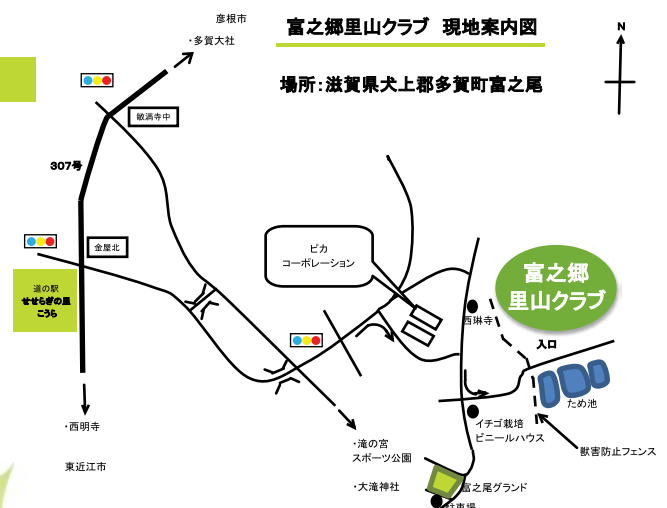 富之郷里山クラブ 現地案内図
場所:滋賀県犬上郡多賀町富之尾
彦根市
・多賀大社
N
敏満寺中
307号
金屋北
道の駅
せせらぎの里
こうら
ピカ
コーポレーション
富之郷
里山クラブ
西琳寺
入口
ため池
イチゴ栽培
ビニールハウス
獣害防止フェンス
・西明寺
東近江市
・滝の宮
スポーツ公園
・大滝神社
富之尾グランド
駐車場